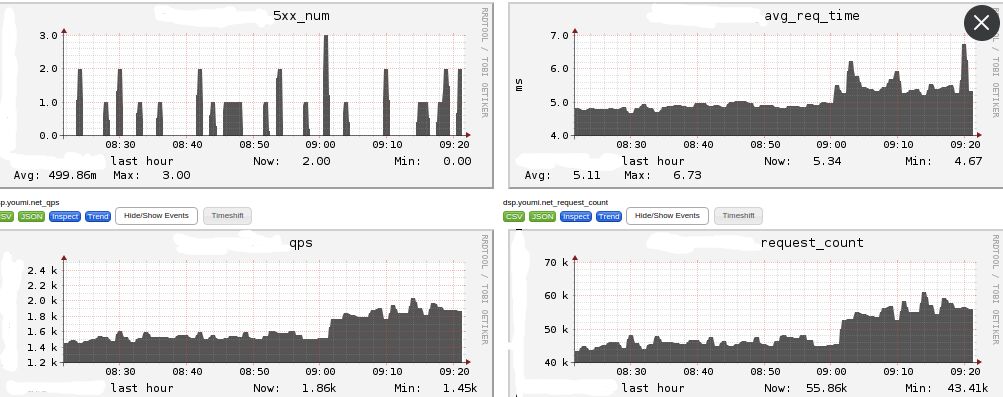 5xx_num
RRDTOOL / TOBI OETIKER
3.0
2.0
1.0
0.0
08:30 08:40 08:50 09:00 09:10 09:20
last hour Now: 2.00 Min: 0.00
Avg: 499.86m Max: 3.00
avg_req_time
RRDTOOL / TOBI OETIKER
ms
7.0
6.0
5.0
4.0
08:30 08:40 08:50 09:00 09:10 09:20
last hour Now: 5.34 Min: 4.67
Avg: 5.11 Max: 6.73
sp.youmi.net_qps
CSV JSON Inspect Trend Hide/Show Events Timeshift
qps
RRDTOOL / TOBI OETIKER
2.4 k
2.2 k
2.0 k
1.8 k
1.6 k
1.4 k
1.2 k
08:30 08:40 08:50 09:00 09:10 09:20
last hour Now: 1.86k Min: 1.45k
dsp.youmi.net_request_count
CSV JSON Inspect Trend Hide/Show Events Timeshift
request_count
RRDTOOL / TOBI OETIKER
70 k
60 k
50 k
40 k
08:30 08:40 08:50 09:00 09:10 09:20
last hour Now: 55.86k Min: 43.41k